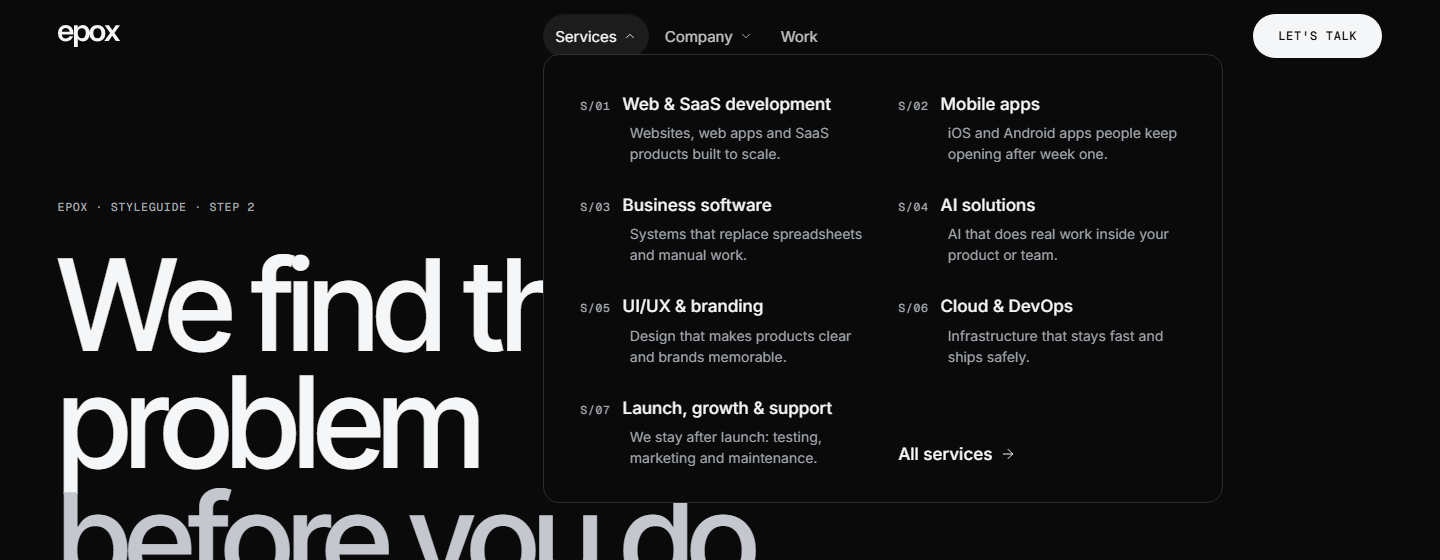 epox
Services
Company
Work
LET'S TALK
S/01 Web & SaaS development
Websites, web apps and SaaS
products built to scale.
S/02 Mobile apps
iOS and Android apps people keep
opening after week one.
S/03 Business software
Systems that replace spreadsheets
and manual work.
S/04 AI solutions
AI that does real work inside your
product or team.
S/05 UI/UX & branding
Design that makes products clear
and brands memorable.
S/06 Cloud & DevOps
Infrastructure that stays fast and
ships safely.
S/07 Launch, growth & support
We stay after launch: testing,
marketing and maintenance.
All services →
EPOX · STYLEGUIDE · STEP 2
We find th
problem
before you do